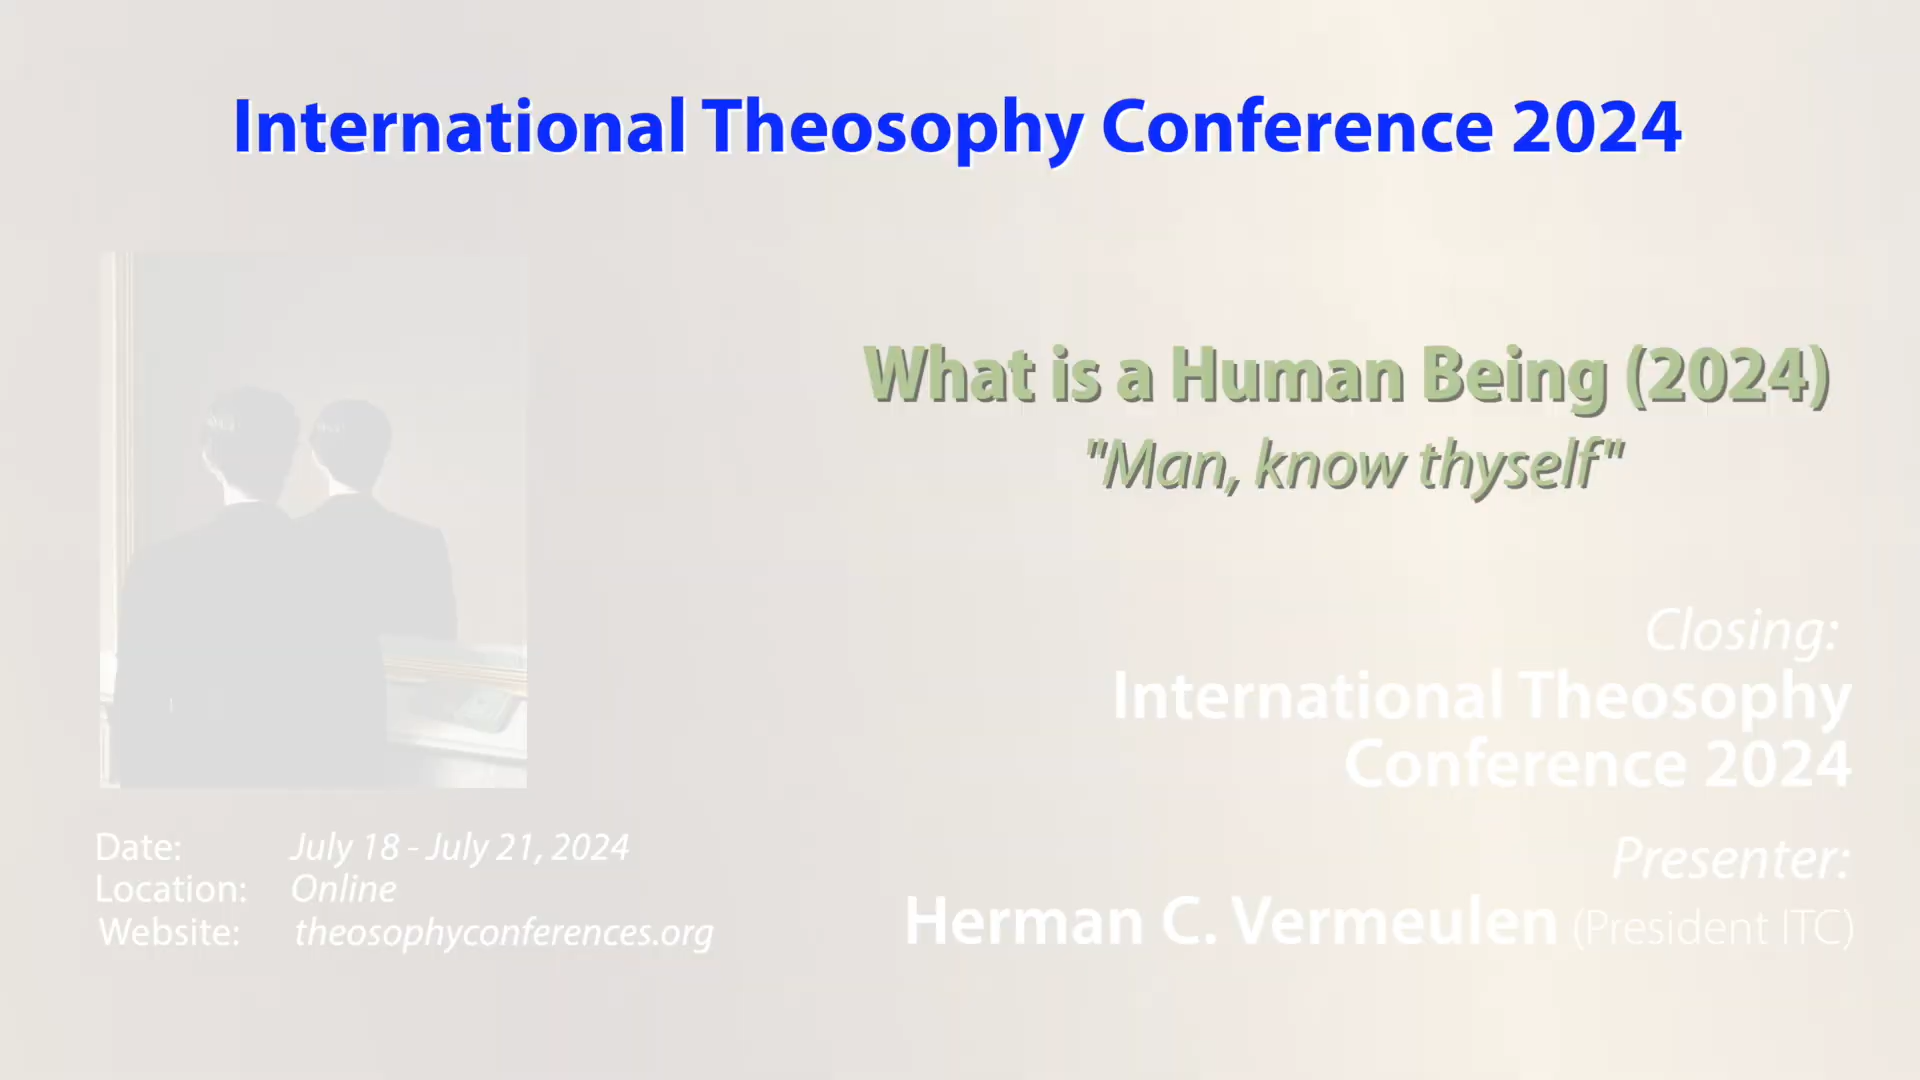 International Theosophy Conference 2024
What is a Human Being (2024)
"Man, know thyself"
Closing:
International Theosophy
Conference 2024
Presenter:
Herman C. Vermeulen (President ITC)
Date: July 18 - July 21, 2024
Location: Online
Website: theosophyconferences.org